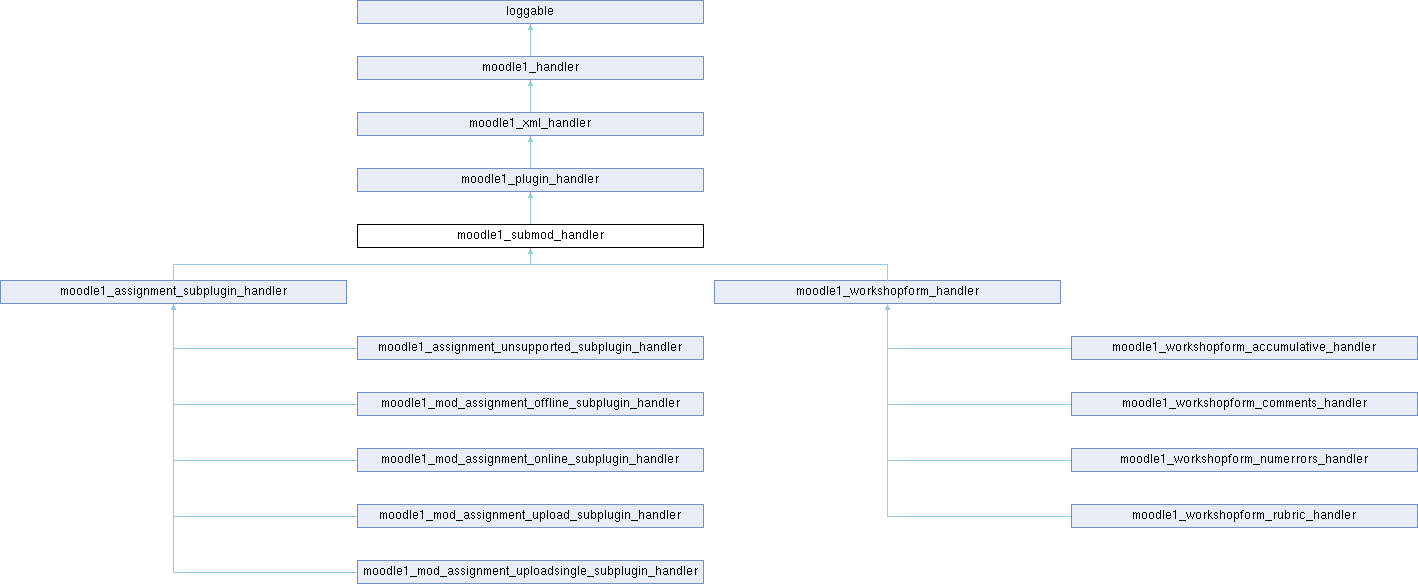 loggable
moodle1_handler
moodle1_xml_handler
moodle1_plugin_handler
moodle1_submod_handler
moodle1_assignment_subplugin_handler
moodle1_workshopform_handler
moodle1_assignment_unsupported_subplugin_handler
moodle1_workshopform_accumulative_handler
moodle1_mod_assignment_offline_subplugin_handler
moodle1_workshopform_comments_handler
moodle1_mod_assignment_online_subplugin_handler
moodle1_workshopform_numerrors_handler
moodle1_mod_assignment_upload_subplugin_handler
moodle1_workshopform_rubric_handler
moodle1_mod_assignment_uploadsingle_subplugin_handler